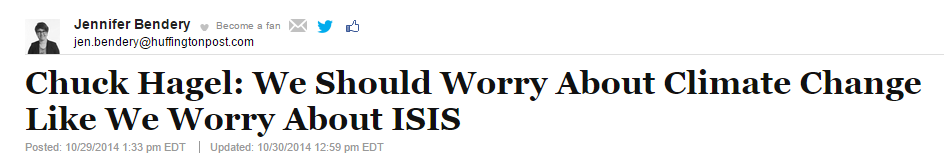 Jennifer Bendery Become a fan
jen.bendery@huffingtonpost.com
Chuck Hagel: We Should Worry About Climate Change
Like We Worry About ISIS
Posted: 10/29/2014 1:33 pm EDT | Updated: 10/30/2014 12:59 pm EDT